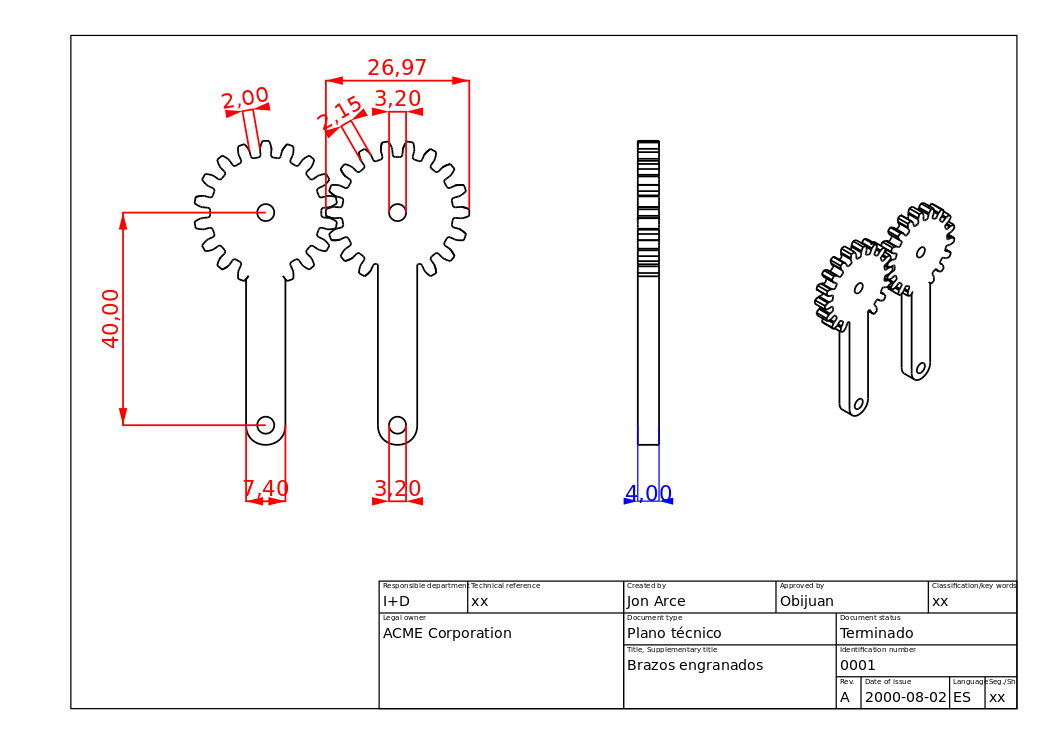 26,97
2,00
2,15
3,20
40,00
7,40
3,20
4,00
Responsible department
Technical reference
Created by
Approved by
Classification/key words
I+D
xx
Jon Arce
Obijuan
xx
Legal owner
Document type
Document status
ACME Corporation
Plano técnico
Terminado
Title, Supplementary title
Identification number
Brazos engranados
0001
Rev.
Date of issue
Language
Seg./Sh
A
2000-08-02
ES
xx